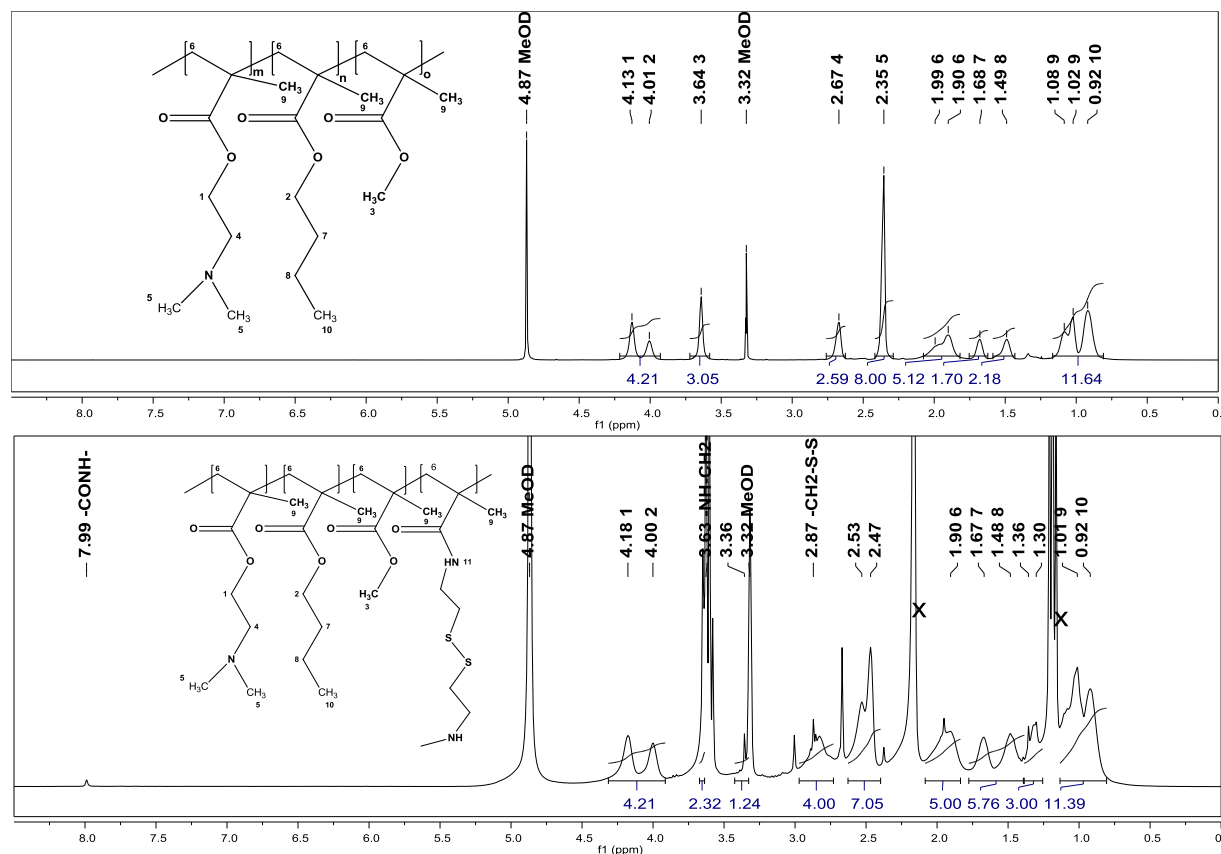 4.87 MeOD
4.13 1
4.01 2
3.64 3
3.32 MeOD
2.67 4
2.35 5
1.99 6
1.90 6
1.68 7
1.49 8
1.08 9
1.02 9
0.92 10
6 6 6
m n o
CH3 CH3 CH3
9 9 9
O O O
O O O
1 2 H3C
3
4 7
N 8
5 H3C CH3 CH3
5 10
4.21 3.05 2.59 8.00 5.12 1.70 2.18 11.64
8.0 7.5 7.0 6.5 6.0 5.5 5.0 4.5 4.0 3.5 3.0 2.5 2.0 1.5 1.0 0.5 0.
f1 (ppm)
7.99 -CONH-
4.87 MeOD
4.18 1
4.00 2
3.63 -NH-CH2-
3.36
3.32 MeOD
2.87 -CH2-S-S
2.53
2.47
1.90 6
1.67 7
1.48 8
1.36
1.30
1.01 9
0.92 10
6 6 6 6
CH3 CH3 CH3 CH3
9 9 9 9
O O O O
O O O NH 11
1 2 H3C
3
4 7 S
N 8 S
5 H3C CH3 CH3
5 10
NH
X
X
4.21 2.32 1.24 4.00 7.05 5.00 5.76 3.00 11.39
8.0 7.5 7.0 6.5 6.0 5.5 5.0 4.5 4.0 3.5 3.0 2.5 2.0 1.5 1.0 0.5 0.
f1 (ppm)